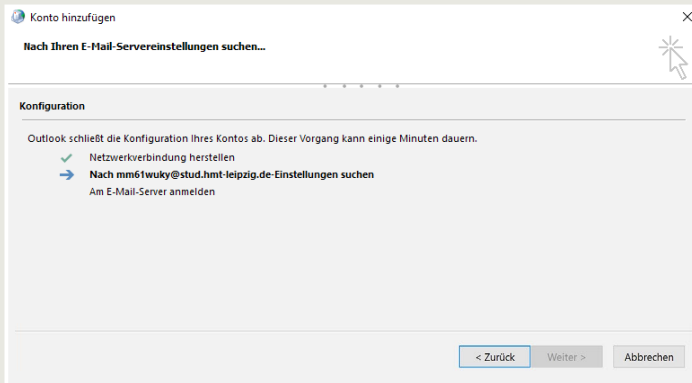 Konto hinzufügen
Nach Ihren E-Mail-Servereinstellungen suchen...
Konfiguration
Outlook schließt die Konfiguration Ihres Kontos ab. Dieser Vorgang kann einige Minuten dauern.
Netzwerkverbindung herstellen
Nach mm61wuky@stud.hmt-leipzig.de-Einstellungen suchen
Am E-Mail-Server anmelden
< Zurück Weiter > Abbrechen